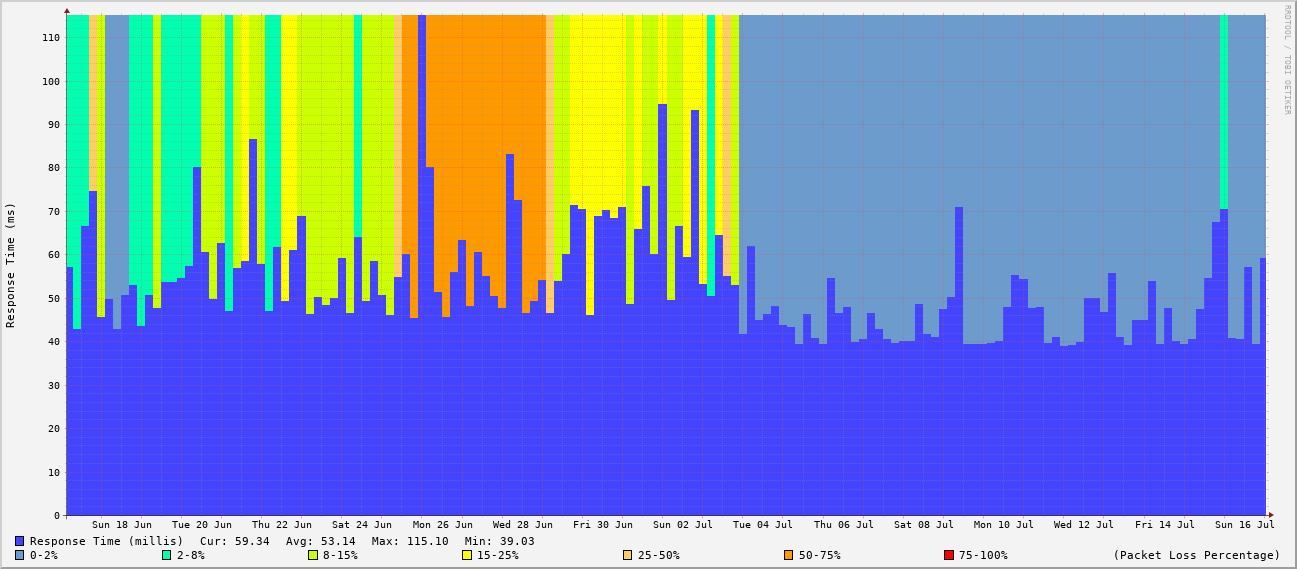 RRDTOOL / TOBI OETIKER
Response Time (ms)
110
100
90
80
70
60
50
40
30
20
10
0
Sun 18 Jun Tue 20 Jun Thu 22 Jun Sat 24 Jun Mon 26 Jun Wed 28 Jun Fri 30 Jun Sun 02 Jul Tue 04 Jul Thu 06 Jul Sat 08 Jul Mon 10 Jul Wed 12 Jul Fri 14 Jul Sun 16 Jul
Response Time (millis) Cur: 59.34 Avg: 53.14 Max: 115.10 Min: 39.03
0-2% 2-8% 8-15% 15-25% 25-50% 50-75% 75-100% (Packet Loss Percentage)